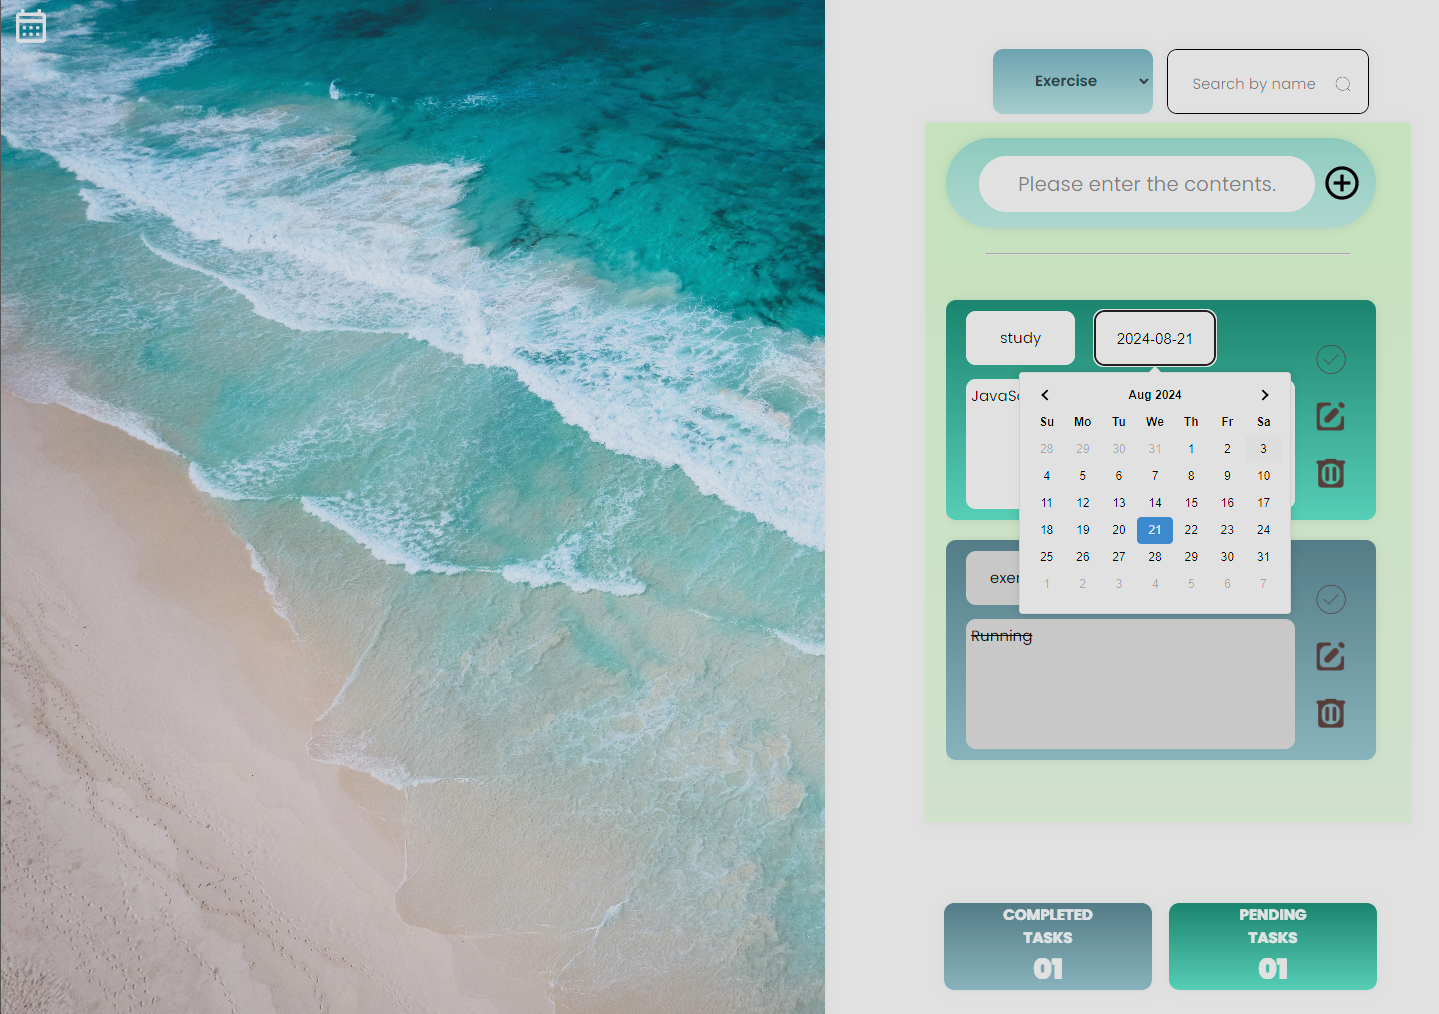 Exercise
Search by name
Please enter the contents.
study
2024-08-21
JavaSc
Aug 2024
Su Mo Tu We Th Fr Sa
28 29 30 31 1 2 3
4 5 6 7 8 9 10
11 12 13 14 15 16 17
18 19 20 21 22 23 24
25 26 27 28 29 30 31
1 2 3 4 5 6 7
exer
Running
COMPLETED
TASKS
01
PENDING
TASKS
01